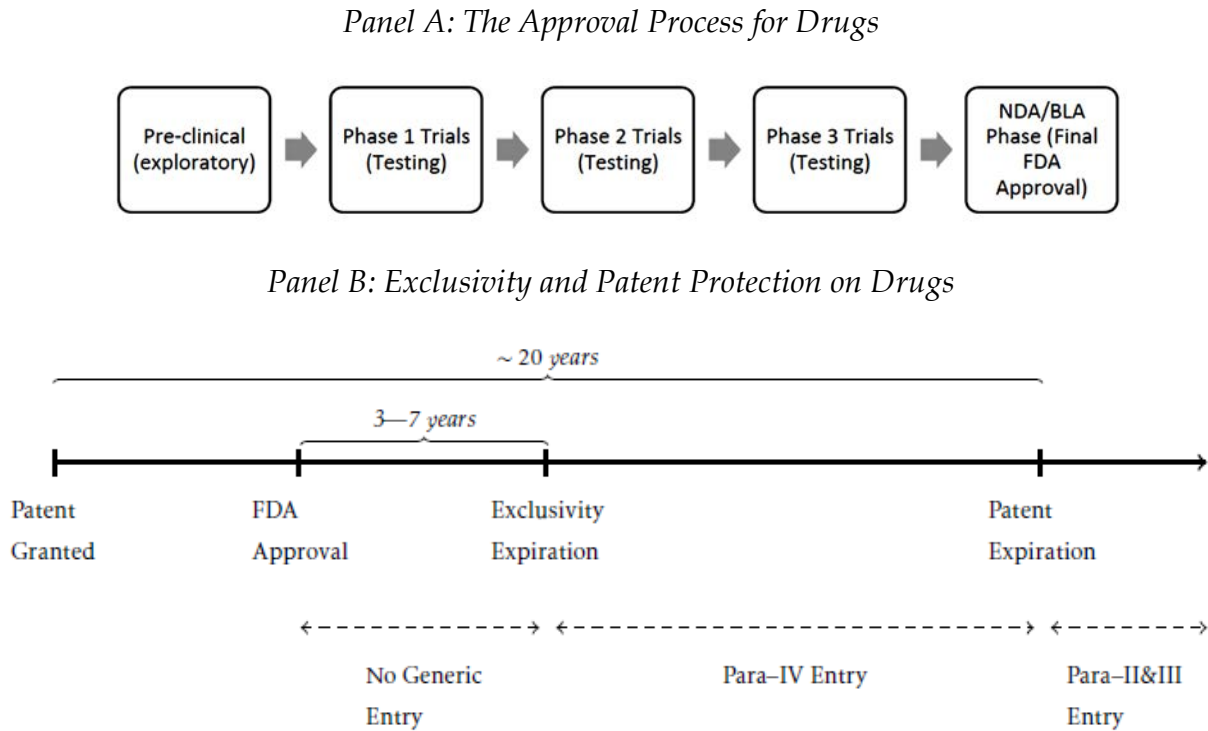 Panel A: The Approval Process for Drugs
Pre-clinical
(exploratory)
Phase 1 Trials
(Testing)
Phase 2 Trials
(Testing)
Phase 3 Trials
(Testing)
NDA/BLA
Phase (Final
FDA
Approval)
Panel B: Exclusivity and Patent Protection on Drugs
~ 20 years
3—7 years
Patent
Granted
FDA
Approval
Exclusivity
Expiration
Patent
Expiration
No Generic
Entry
Para–IV Entry
Para–II&III
Entry